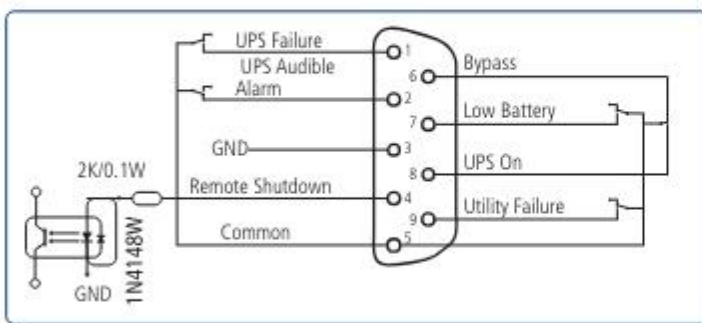 UPS Failure
1
UPS Audible
Alarm
2
GND
3
2K/0.1W
Remote Shutdown
4
Common
5
1N4148W
GND
6
Bypass
7
Low Battery
8
UPS On
9
Utility Failure